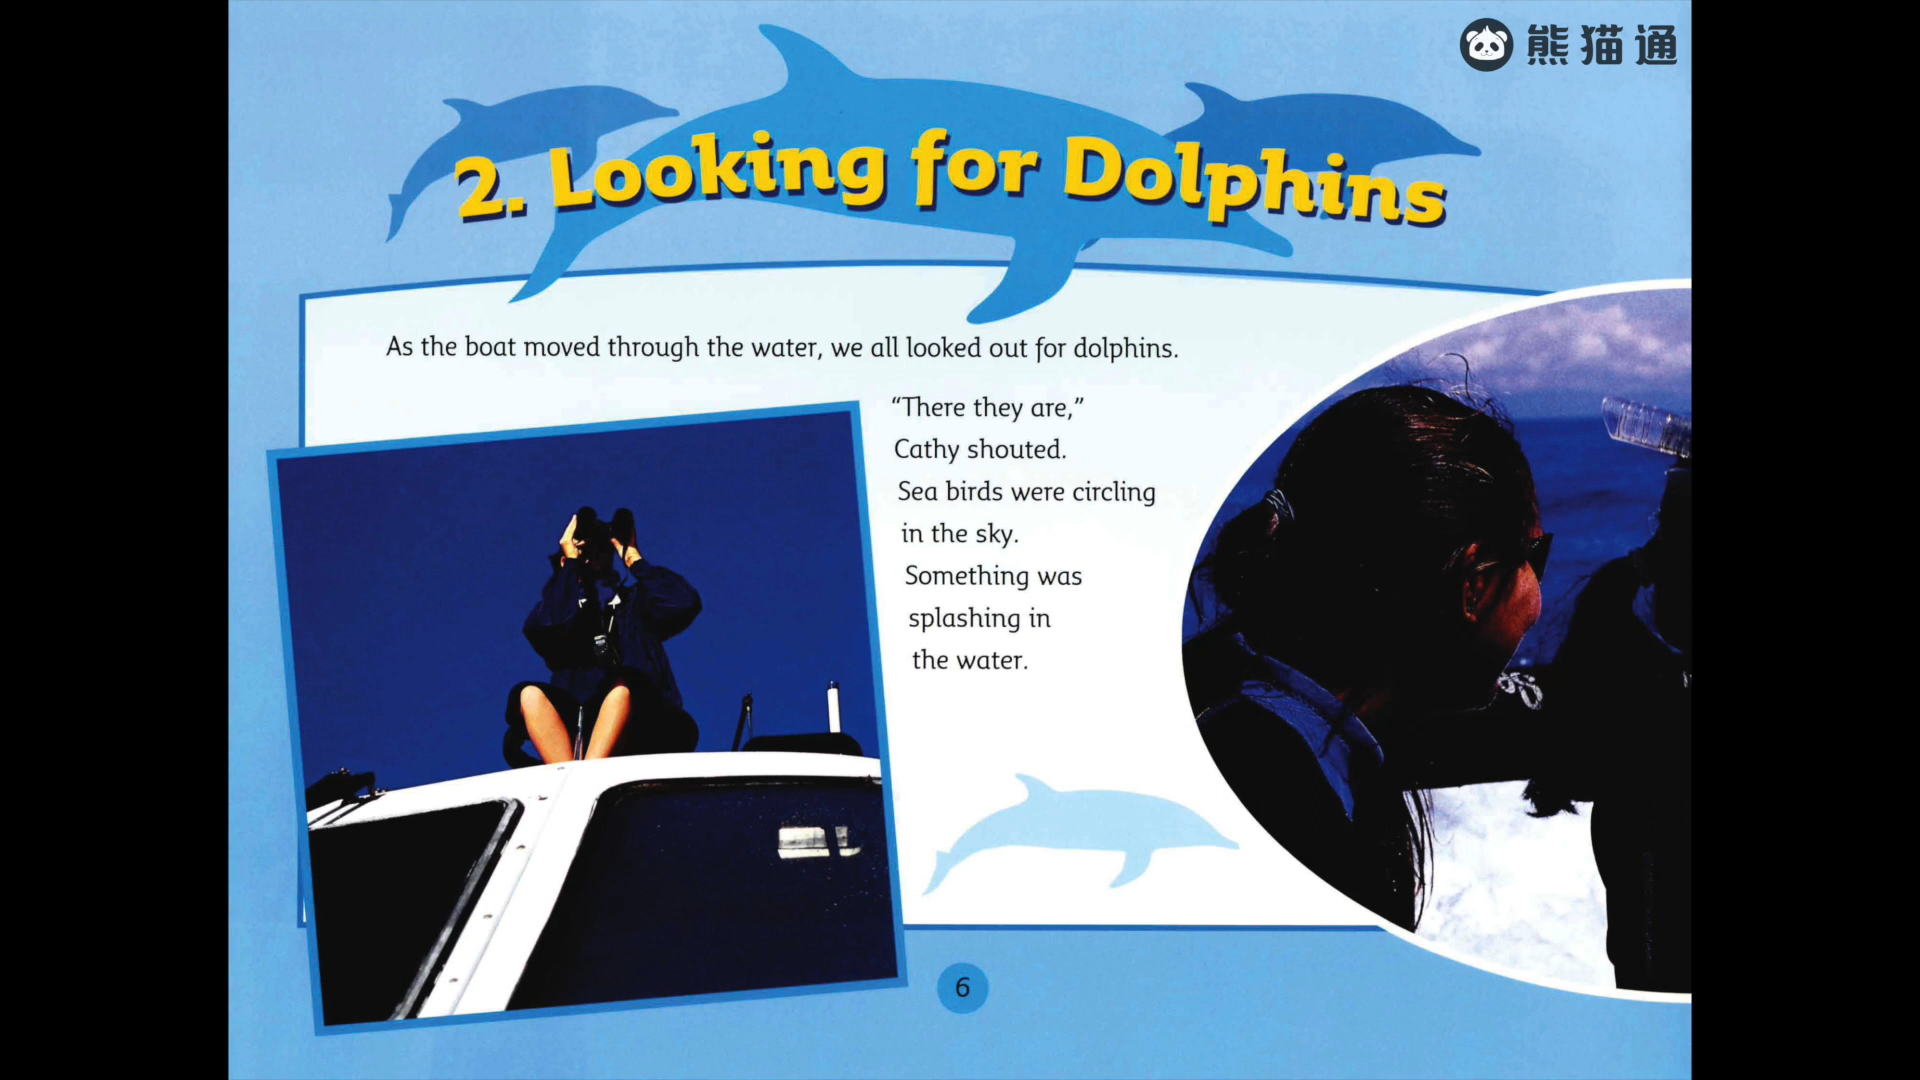 熊猫通
2. Looking for Dolphins
As the boat moved through the water, we all looked out for dolphins.
“There they are,”
Cathy shouted.
Sea birds were circling
in the sky.
Something was
splashing in
the water.
6